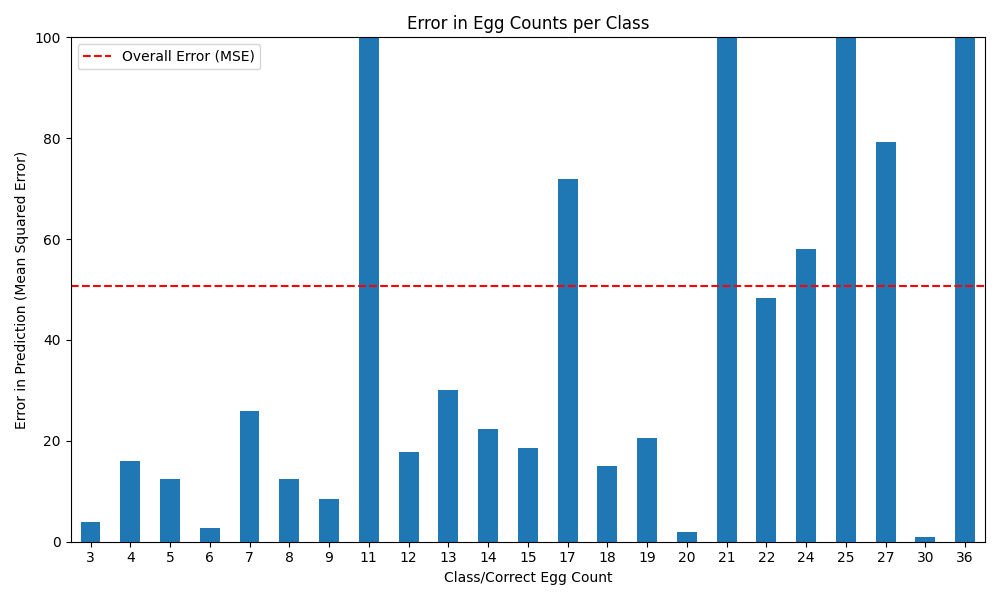 Error in Egg Counts per Class
Overall Error (MSE)
Error in Prediction (Mean Squared Error)
100
80
60
40
20
0
3 4 5 6 7 8 9 11 12 13 14 15 17 18 19 20 21 22 24 25 27 30 36
Class/Correct Egg Count